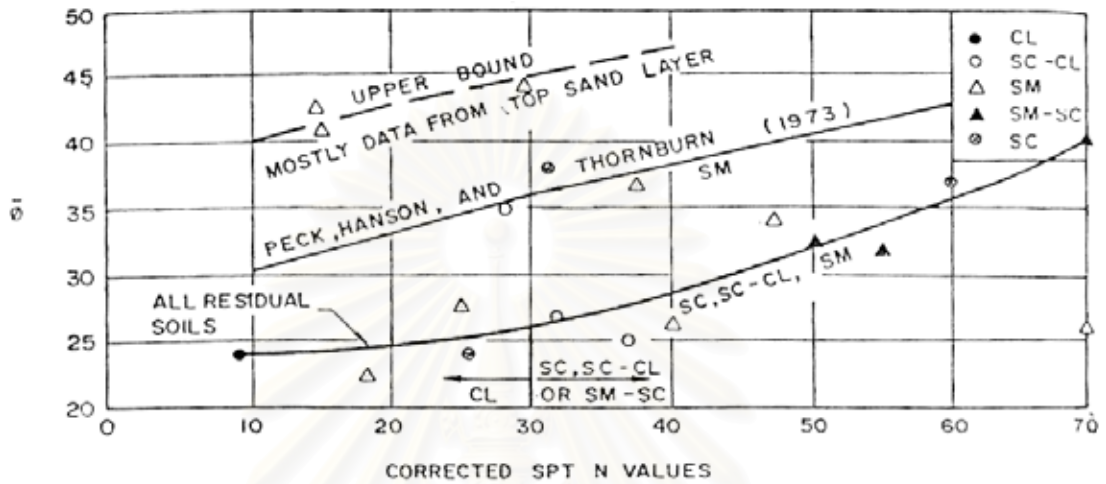 50
45
40
35
30
25
20
0
10
20
30
40
50
60
70
CORRECTED SPT N VALUES
UPPER BOUND
MOSTLY DATA FROM TOP SAND LAYER
PECK, HANSON, AND THORNBURN (1973)
SM
SC, SC-CL, SM
ALL RESIDUAL
SOILS
SC, SC-CL
CL OR SM-SC
CL
SC-CL
SM
SM-SC
SC